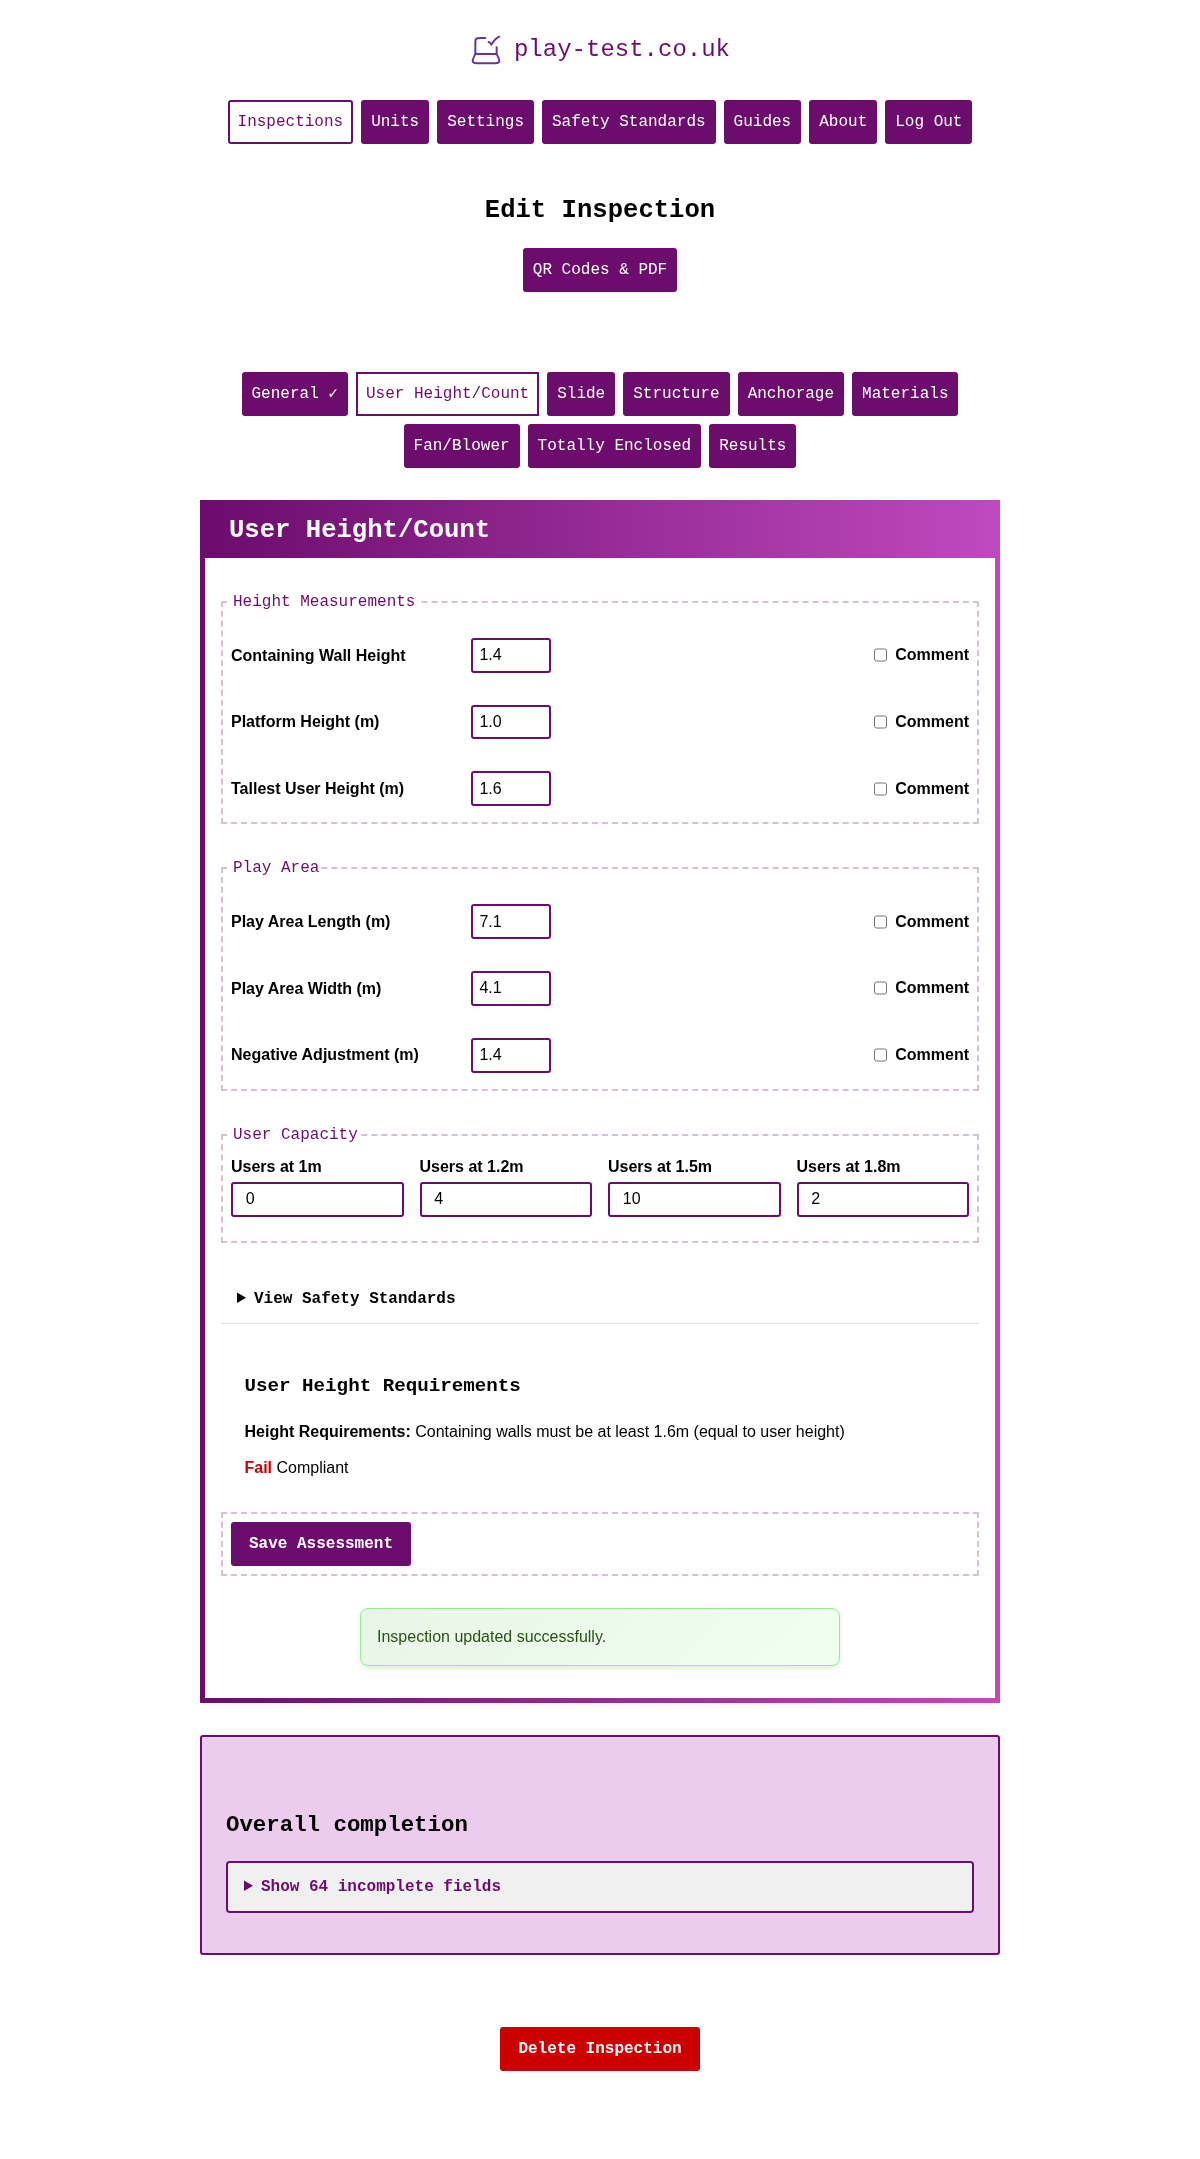 play-test.co.uk
Inspections Units Settings Safety Standards Guides About Log Out
Edit Inspection
QR Codes & PDF
General ✓ User Height/Count Slide Structure Anchorage Materials
Fan/Blower Totally Enclosed Results
User Height/Count
Height Measurements
Containing Wall Height 1.4 Comment
Platform Height (m) 1.0 Comment
Tallest User Height (m) 1.6 Comment
Play Area
Play Area Length (m) 7.1 Comment
Play Area Width (m) 4.1 Comment
Negative Adjustment (m) 1.4 Comment
User Capacity
Users at 1m Users at 1.2m Users at 1.5m Users at 1.8m
0 4 10 2
View Safety Standards
User Height Requirements
Height Requirements: Containing walls must be at least 1.6m (equal to user height)
Fail Compliant
Save Assessment
Inspection updated successfully.
Overall completion
Show 64 incomplete fields
Delete Inspection